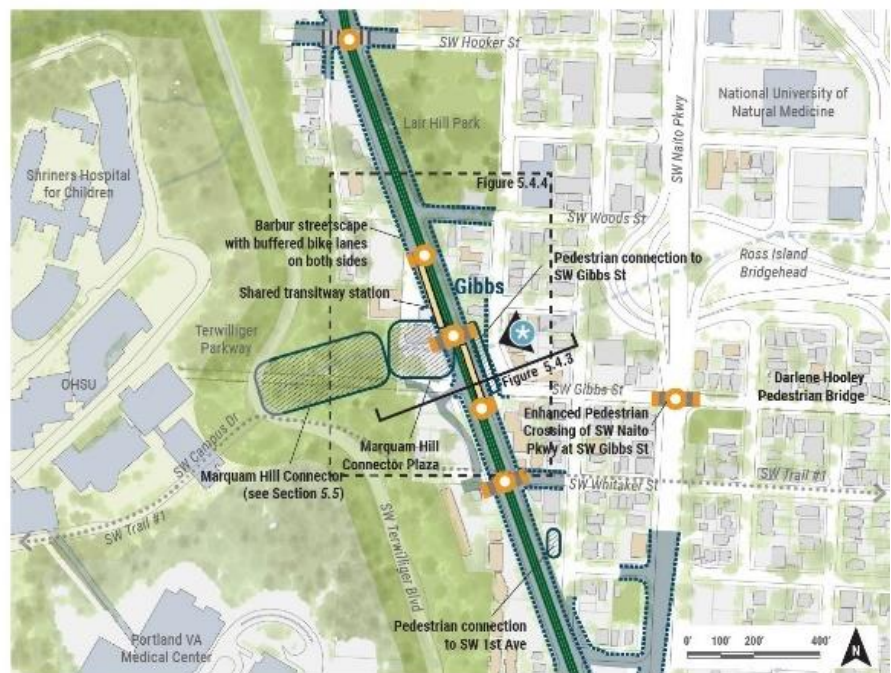 SW Hooker St
National University of
Natural Medicine
SW Naito Pkwy
Lair Hill Park
Shriners Hospital
for Children
Figure 5.4.4
Barbur streetscape
with buffered bike lanes
on both sides
SW Woods St
Pedestrian connection to
SW Gibbs St
Ross Island
Bridgehead
Shared transitway station
Gibbs
Terwilliger
Parkway
OHSU
Figure 5.4.3
SW Gibbs St
Darlene Hooley
Pedestrian Bridge
Enhanced Pedestrian
Crossing of SW Naito
Pkwy at SW Gibbs St
SW Campus Dr
Marquam Hill
Connector Plaza
Marquam Hill Connector
(see Section 5.5)
SW Trail #1
SW Whitaker St
SW Trail #1
SW Terwilliger Blvd
Pedestrian connection
to SW 1st Ave
Portland VA
Medical Center
0' 100' 200' 400'
N